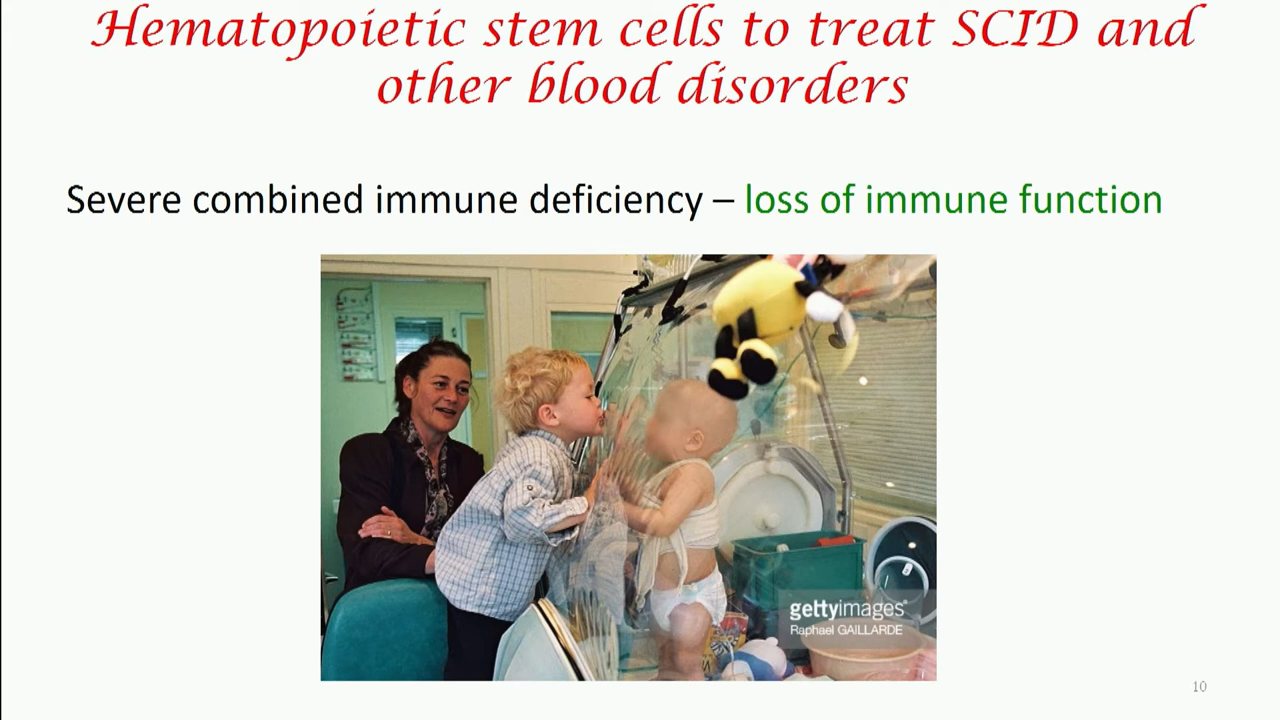 Hematopoietic stem cells to treat SCID and
other blood disorders
Severe combined immune deficiency – loss of immune function
gettyimages®
Raphael GAILLARDE
10